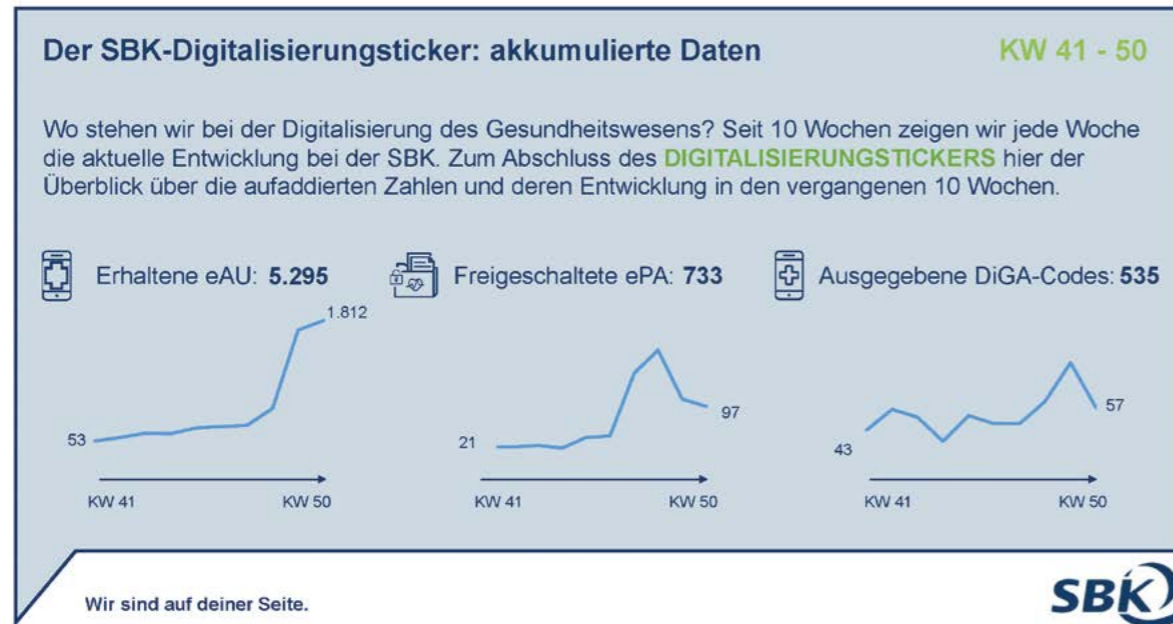 Der SBK-Digitalisierungsticker: akkumulierte Daten
KW 41 - 50
Wo stehen wir bei der Digitalisierung des Gesundheitswesens? Seit 10 Wochen zeigen wir jede Woche
die aktuelle Entwicklung bei der SBK. Zum Abschluss des DIGITALISIERUNGSTICKERS hier der
Überblick über die aufaddierten Zahlen und deren Entwicklung in den vergangenen 10 Wochen.
Erhaltene eAU: 5.295
1.812
53
KW 41
KW 50
Freigeschaltete ePA: 733
21
97
KW 41
KW 50
Ausgegebene DiGA-Codes: 535
43
57
KW 41
KW 50
Wir sind auf deiner Seite.
SBK